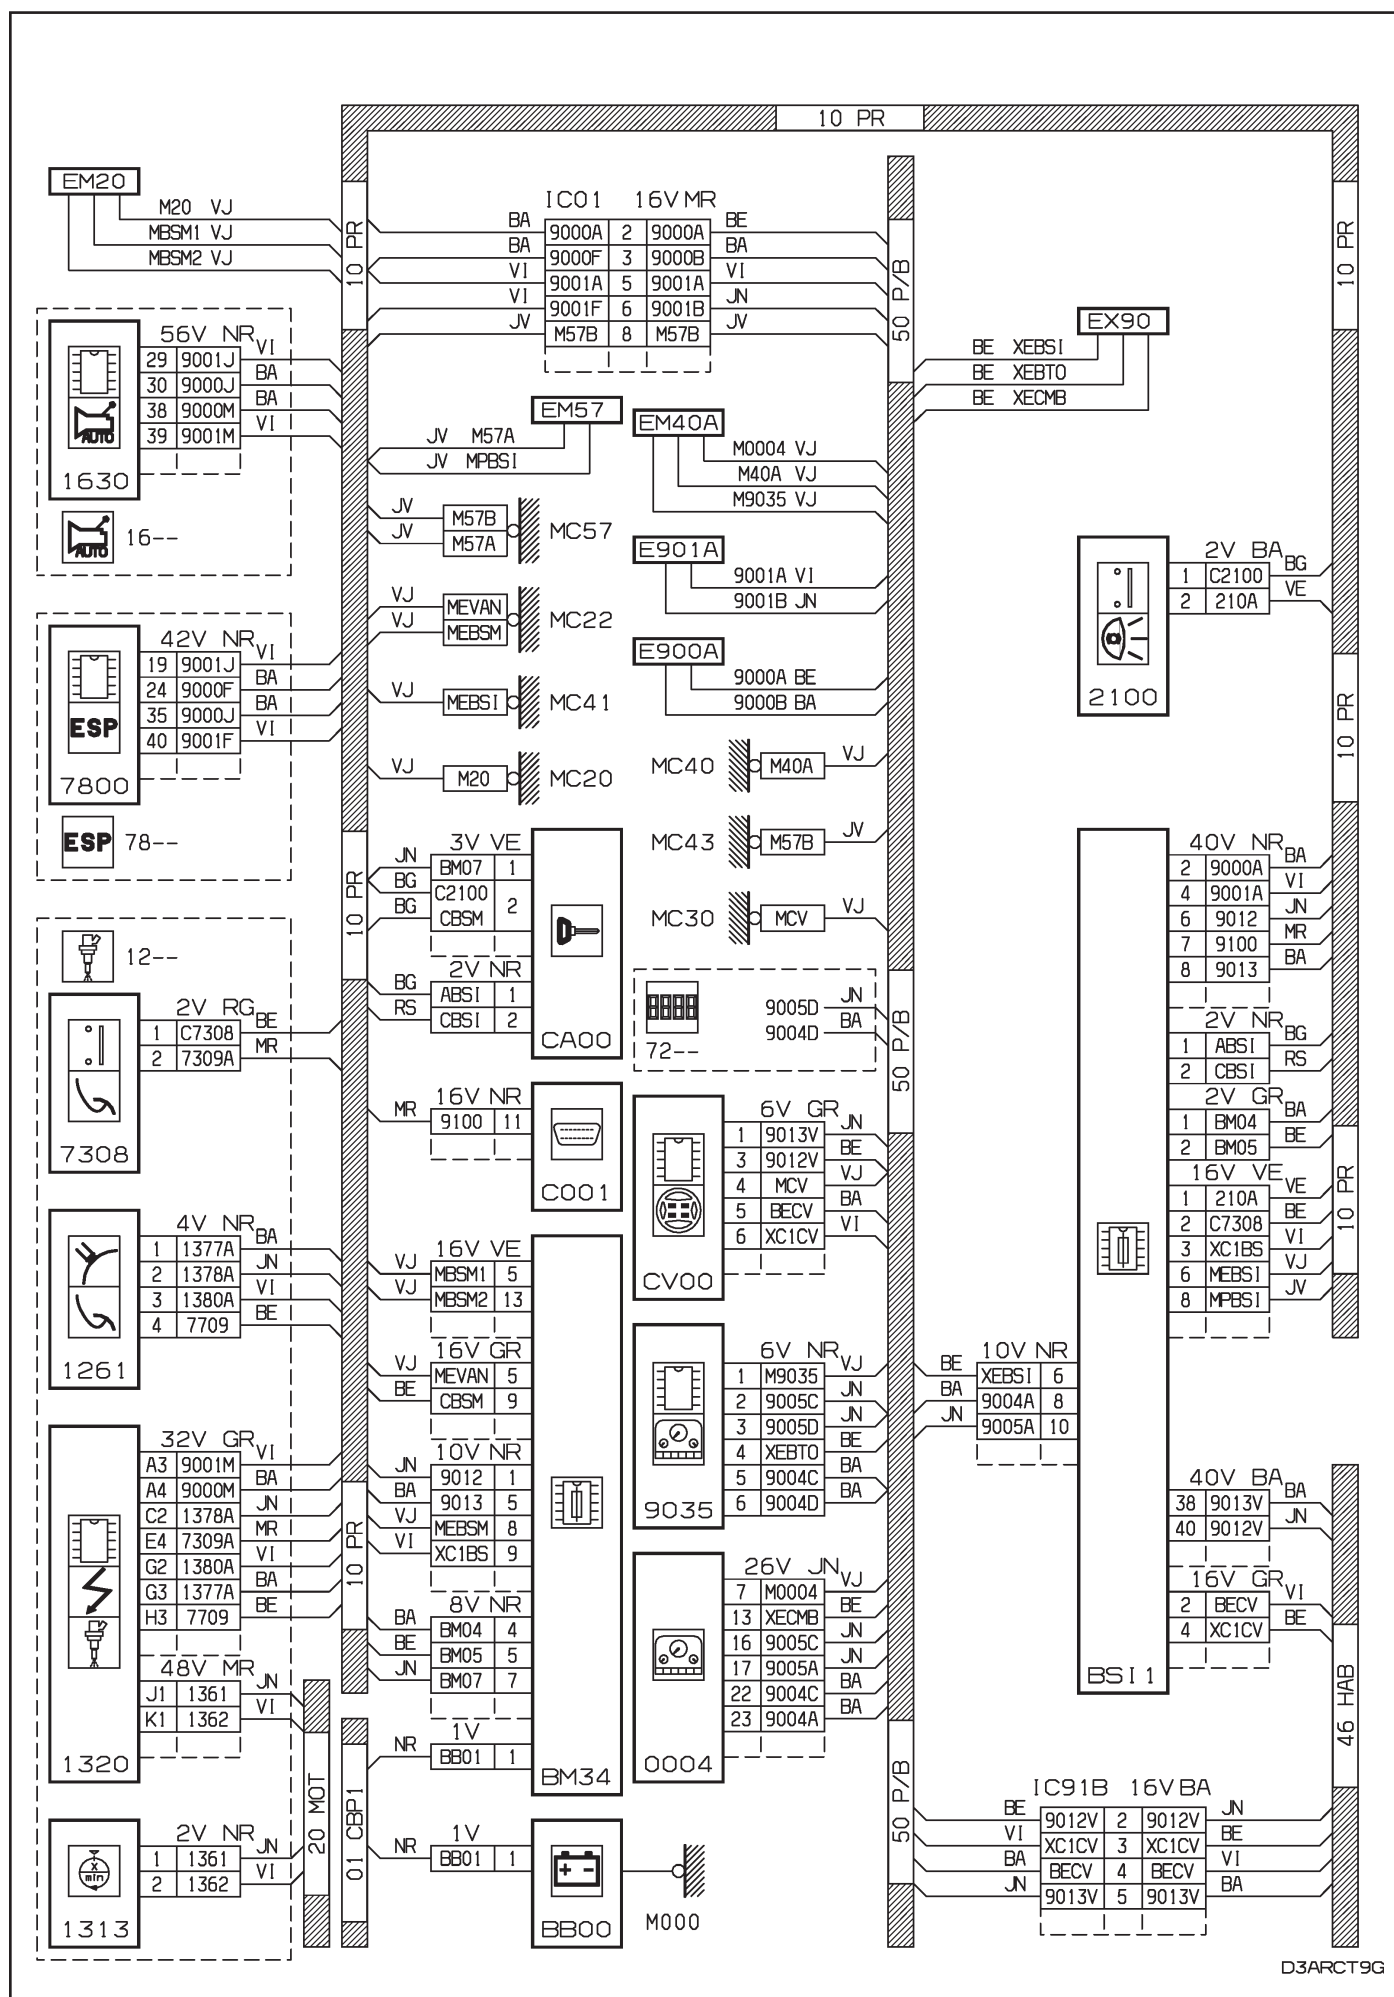 10 PR
EM20
M20 VJ
MBSM1 VJ
MBSM2 VJ
10 PR
IC01 16V MR
BA 9000A 2 9000A BE
BA 9000F 3 9000B BA
VI 9001A 5 9001A VI
VI 9001F 6 9001B JN
JV M57B 8 M57B JV
50 P/B
10 PR
EX90
BE XEBSI
BE XEBTO
BE XECMB
56V NR
29 9001J VI
30 9000J BA
38 9000M BA
39 9001M VI
1630
AUTO
AUTO
16--
EM57
JV M57A
JV MPBSI
EM40A
M0004 VJ
M40A VJ
M9035 VJ
JV M57B
JV M57A
MC57
E901A
9001A VI
9001B JN
2V BA
1 C2100 BG
2 210A VE
2100
42V NR
19 9001J VI
24 9000F BA
35 9000J BA
40 9001F VI
ESP
7800
ESP 78--
VJ MEVAN
VJ MEBSM
MC22
E900A
9000A BE
9000B BA
VJ MEBSI MC41
VJ M20 MC20
MC40 M40A VJ
MC43 M57B JV
MC30 MCV VJ
10 PR
10 PR
3V VE
JN BM07 1
BG C2100
BG CBSM 2
2V NR
BG ABSI 1
RS CBSI 2
CA00
9005D JN
9004D BA
72--
50 P/B
40V NR
2 9000A BA
4 9001A VI
6 9012 JN
7 9100 MR
8 9013 BA
2V NR
1 ABSI BG
2 CBSI RS
2V GR
1 BM04 BA
2 BM05 BE
16V VE
1 210A VE
2 C7308 BE
3 XC1BS VI
6 MEBSI VJ
8 MPBSI JV
10 PR
12--
2V RG
1 C7308 BE
2 7309A MR
7308
16V NR
MR 9100 11
C001
6V GR
1 9013V JN
3 9012V BE
4 MCV VJ
5 BECV BA
6 XC1CV VI
CV00
4V NR
1 1377A BA
2 1378A JN
3 1380A VI
4 7709 BE
1261
16V VE
VJ MBSM1 5
VJ MBSM2 13
16V GR
VJ MEVAN 5
BE CBSM 9
10V NR
JN 9012 1
BA 9013 5
VJ MEBSM 8
VI XC1BS 9
8V NR
BA BM04 4
BE BM05 5
JN BM07 7
1V
NR BB01 1
BM34
6V NR
1 M9035 VJ
2 9005C JN
3 9005D JN
4 XEBTO BE
5 9004C BA
6 9004D BA
9035
10V NR
BE XEBSI 6
BA 9004A 8
JN 9005A 10
40V BA
38 9013V BA
40 9012V JN
16V GR
2 BECV VI
4 XC1CV BE
BSI1
32V GR
A3 9001M VI
A4 9000M BA
C2 1378A JN
E4 7309A MR
G2 1380A VI
G3 1377A BA
H3 7709 BE
48V MR
J1 1361 JN
K1 1362 VI
1320
10 PR
26V JN
7 M0004 VJ
13 XECMB BE
16 9005C JN
17 9005A JN
22 9004C BA
23 9004A BA
0004
46 HAB
20 MOT
01 CBP1
50 P/B
2V NR
1 1361 JN
2 1362 VI
x
min
1313
1V
NR BB01 1
+ -
BB00
M000
IC91B 16V BA
BE 9012V 2 9012V JN
VI XC1CV 3 XC1CV BE
BA BECV 4 BECV VI
JN 9013V 5 9013V BA
D3ARCT9G